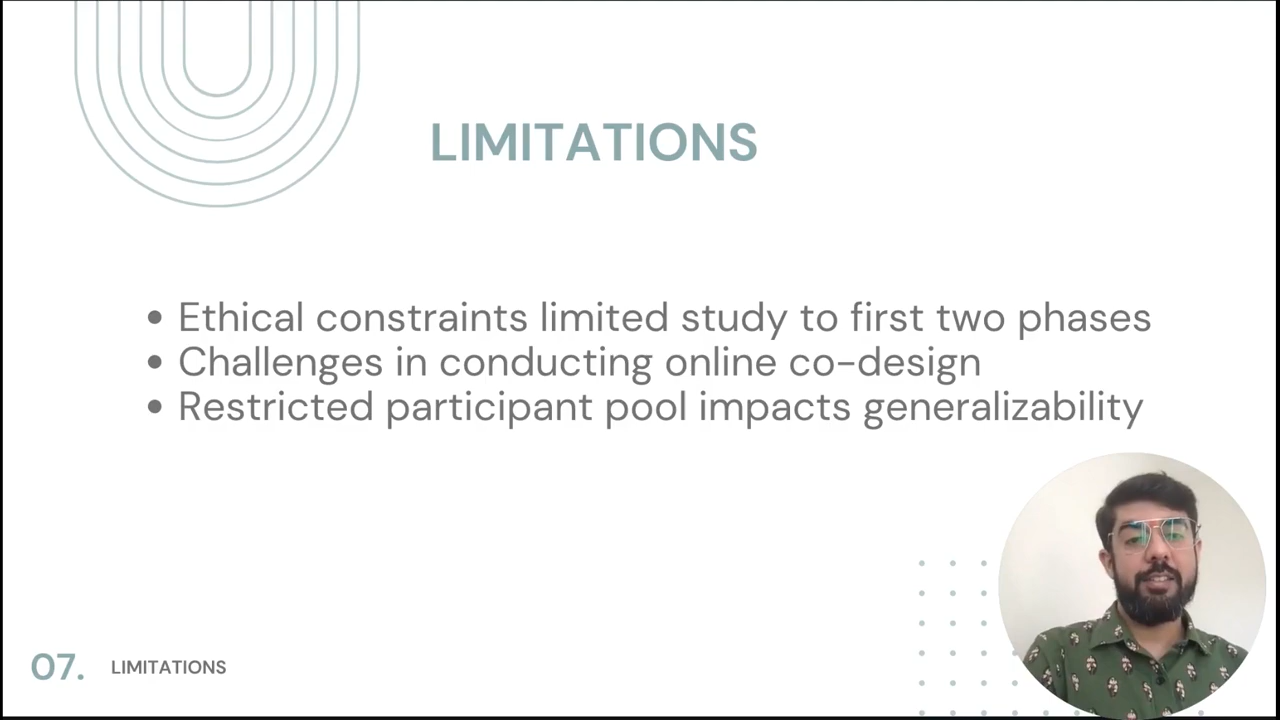 LIMITATIONS
• Ethical constraints limited study to first two phases
• Challenges in conducting online co-design
• Restricted participant pool impacts generalizability
07. LIMITATIONS